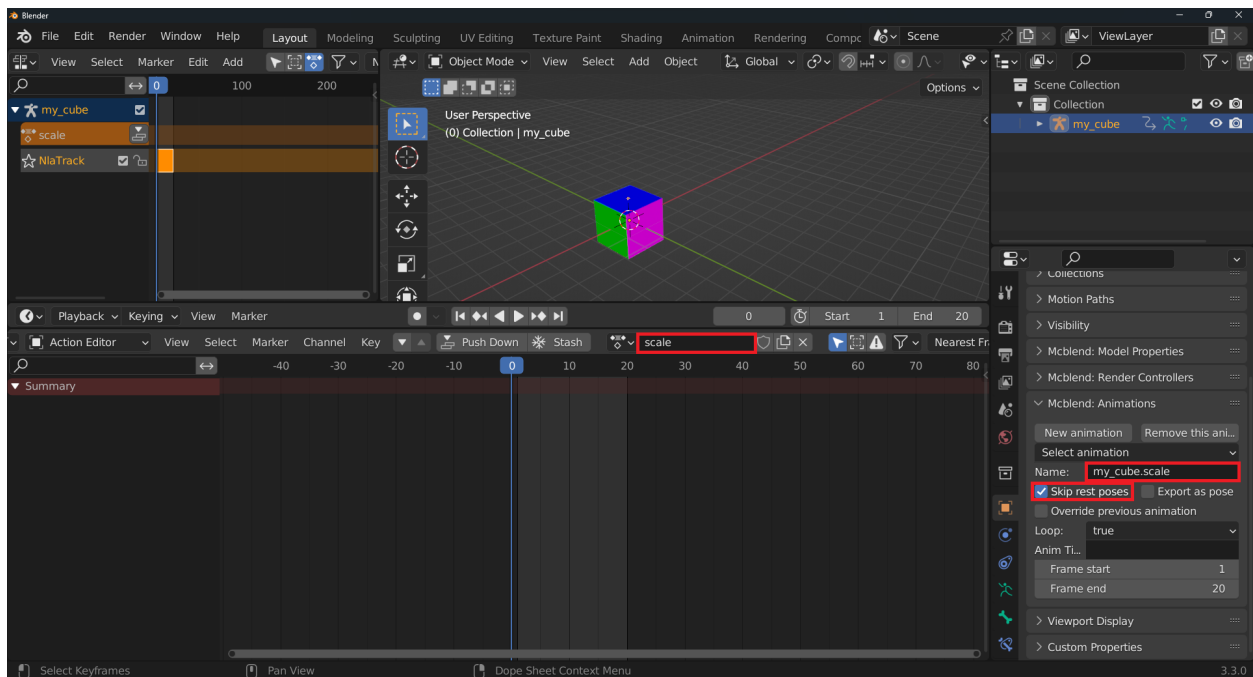 Blender
File Edit Render Window Help Layout Modeling Sculpting UV Editing Texture Paint Shading Animation Rendering Compc Scene ViewLayer
View Select Marker Edit Add N Object Mode View Select Add Object Global
0 100 200
my_cube
scale
NlaTrack
Options
User Perspective
(0) Collection | my_cube
Scene Collection
Collection
my_cube
Playback Keying View Marker 0 Start 1 End 20
Action Editor View Select Marker Channel Key Push Down Stash scale Nearest Fra
-40 -30 -20 -10 0 10 20 30 40 50 60 70 80
Summary
Collections
Motion Paths
Visibility
Mcblend: Model Properties
Mcblend: Render Controllers
Mcblend: Animations
New animation Remove this ani...
Select animation
Name: my_cube.scale
Skip rest poses Export as pose
Override previous animation
Loop: true
Anim Ti...
Frame start 1
Frame end 20
Viewport Display
Custom Properties
Select Keyframes Pan View Dope Sheet Context Menu 3.3.0